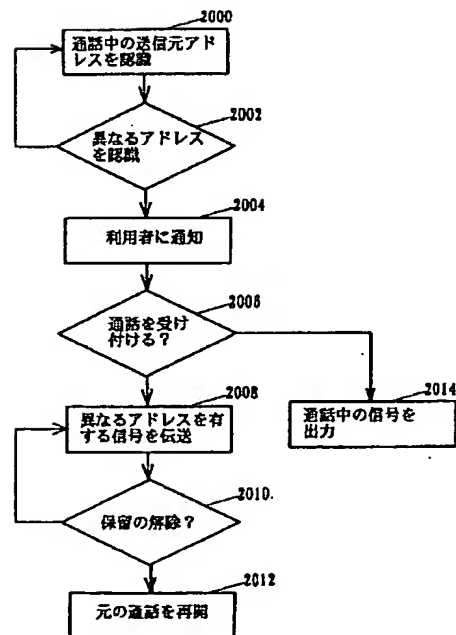 2000
通話中の送信元アド
レスを認識
2002
異なるアドレス
を認識
2004
利用者に通知
2006
通話を受け
付ける?
2008
異なるアドレスを有
する信号を伝送
2014
通話中の信号を
出力
2010.
保留の解除?
2012
元の通話を再開